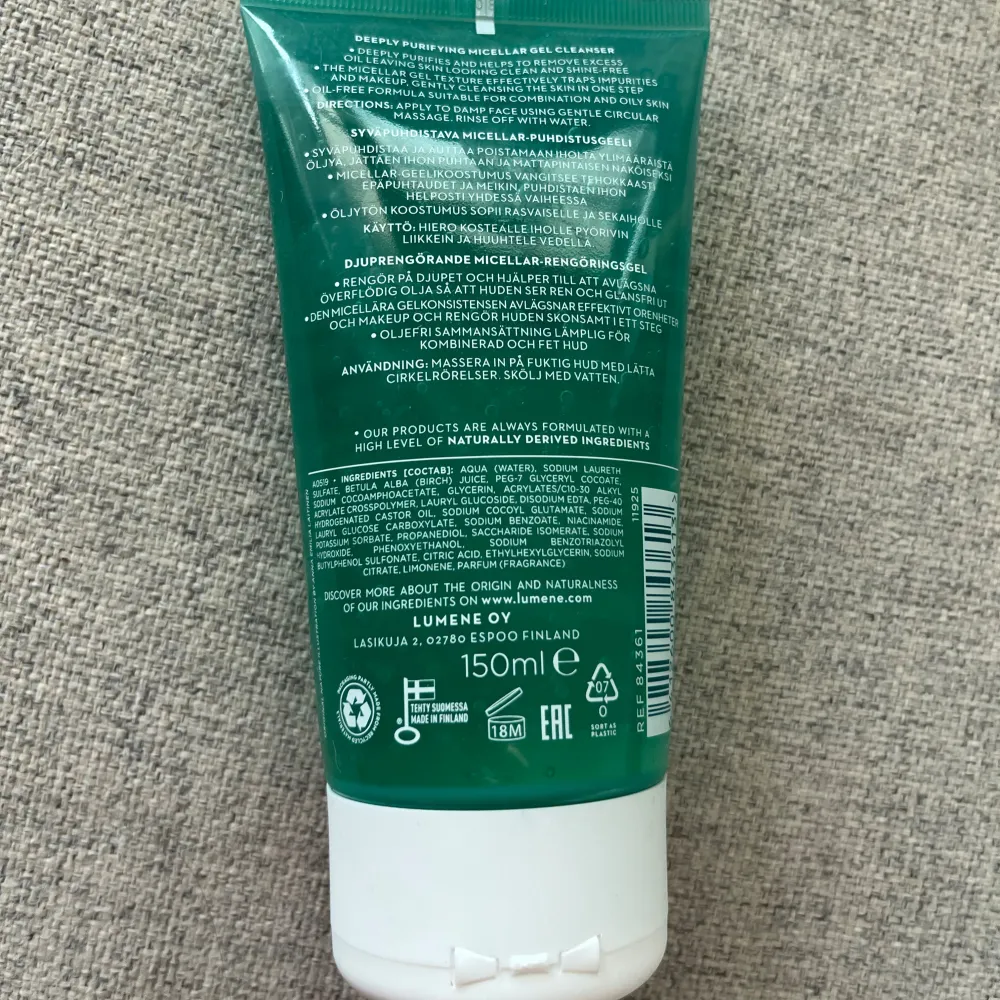 DEEPLY PURIFYING MICELLAR GEL CLEANSER
• DEEPLY PURIFIES AND HELPS TO REMOVE EXCESS
OIL LEAVING SKIN LOOKING CLEAN AND SHINE-FREE
• THE MICELLAR GEL TEXTURE EFFECTIVELY TRAPS IMPURITIES
AND MAKEUP, GENTLY CLEANSING THE SKIN IN ONE STEP
• OIL-FREE FORMULA SUITABLE FOR COMBINATION AND OILY SKIN
DIRECTIONS: APPLY TO DAMP FACE USING GENTLE CIRCULAR
MASSAGE. RINSE OFF WITH WATER.
SYVÄPUHDISTAVA MICELLAR-PUHDISTUSGEELI
• SYVÄPUHDISTAA JA AUTTAA POISTAMAAN IHOLTA YLIMÄÄRÄISTÄ
ÖLJYÄ, JÄTTÄEN IHON PUHTAAN JA MATTAPINTAISEN NÄKÖISEKSI
• MICELLAR-GEELIKOOSTUMUS VANGITSEE TEHOKKAASTI
EPÄPUHTAUDET JA MEIKIN, PUHDISTAEN IHON
HELPOSTI YHDESSÄ VAIHEESSA
• ÖLJYTÖN KOOSTUMUS SOPII RASVAISELLE JA SEKAIHOLLE
KÄYTTÖ: HIERO KOSTEALLE IHOLLE PYÖRIVIN
LIIKKEIN JA HUUHTELE VEDELLÄ.
DJUPRENGÖRANDE MICELLAR-RENGÖRINGSGEL
• RENGÖR PÅ DJUPET OCH HJÄLPER TILL ATT AVLÄGSNA
ÖVERFLÖDIG OLJA SÅ ATT HUDEN SER REN OCH GLANSFRI UT
• DEN MICELLÄRA GELKONSISTENSEN AVLÄGSNAR EFFEKTIVT ORENHETER
OCH MAKEUP OCH RENGÖR HUDEN SKONSAMT I ETT STEG
• OLJEFRI SAMMANSÄTTNING LÄMPLIG FÖR
KOMBINERAD OCH FET HUD
ANVÄNDNING: MASSERA IN PÅ FUKTIG HUD MED LÄTTA
CIRKELRÖRELSER. SKÖLJ MED VATTEN.
• OUR PRODUCTS ARE ALWAYS FORMULATED WITH A
HIGH LEVEL OF NATURALLY DERIVED INGREDIENTS
A0519 • INGREDIENTS [СОСТАВ]: AQUA (WATER), SODIUM LAURETH
SULFATE, BETULA ALBA (BIRCH) JUICE, PEG-7 GLYCERYL COCOATE,
SODIUM COCOAMPHOACETATE, GLYCERIN, ACRYLATES/C10-30 ALKYL
ACRYLATE CROSSPOLYMER, LAURYL GLUCOSIDE, DISODIUM EDTA, PEG-40
HYDROGENATED CASTOR OIL, SODIUM COCOYL GLUTAMATE, SODIUM
LAURYL GLUCOSE CARBOXYLATE, SODIUM BENZOATE, NIACINAMIDE,
POTASSIUM SORBATE, PROPANEDIOL, SACCHARIDE ISOMERATE, SODIUM
HYDROXIDE, PHENOXYETHANOL, SODIUM BENZOTRIAZOLYL
BUTYLPHENOL SULFONATE, CITRIC ACID, ETHYLHEXYLGLYCERIN, SODIUM
CITRATE, LIMONENE, PARFUM (FRAGRANCE)
DISCOVER MORE ABOUT THE ORIGIN AND NATURALNESS
OF OUR INGREDIENTS ON www.lumene.com
LUMENE OY
LASIKUJA 2, 02780 ESPOO FINLAND
150ml e
PACKAGING PARTLY MADE FROM RECYCLED MATERIALS
TEHTY SUOMESSA
MADE IN FINLAND
18M
EAC
07
O
SORT AS
PLASTIC
REF 84361
11925